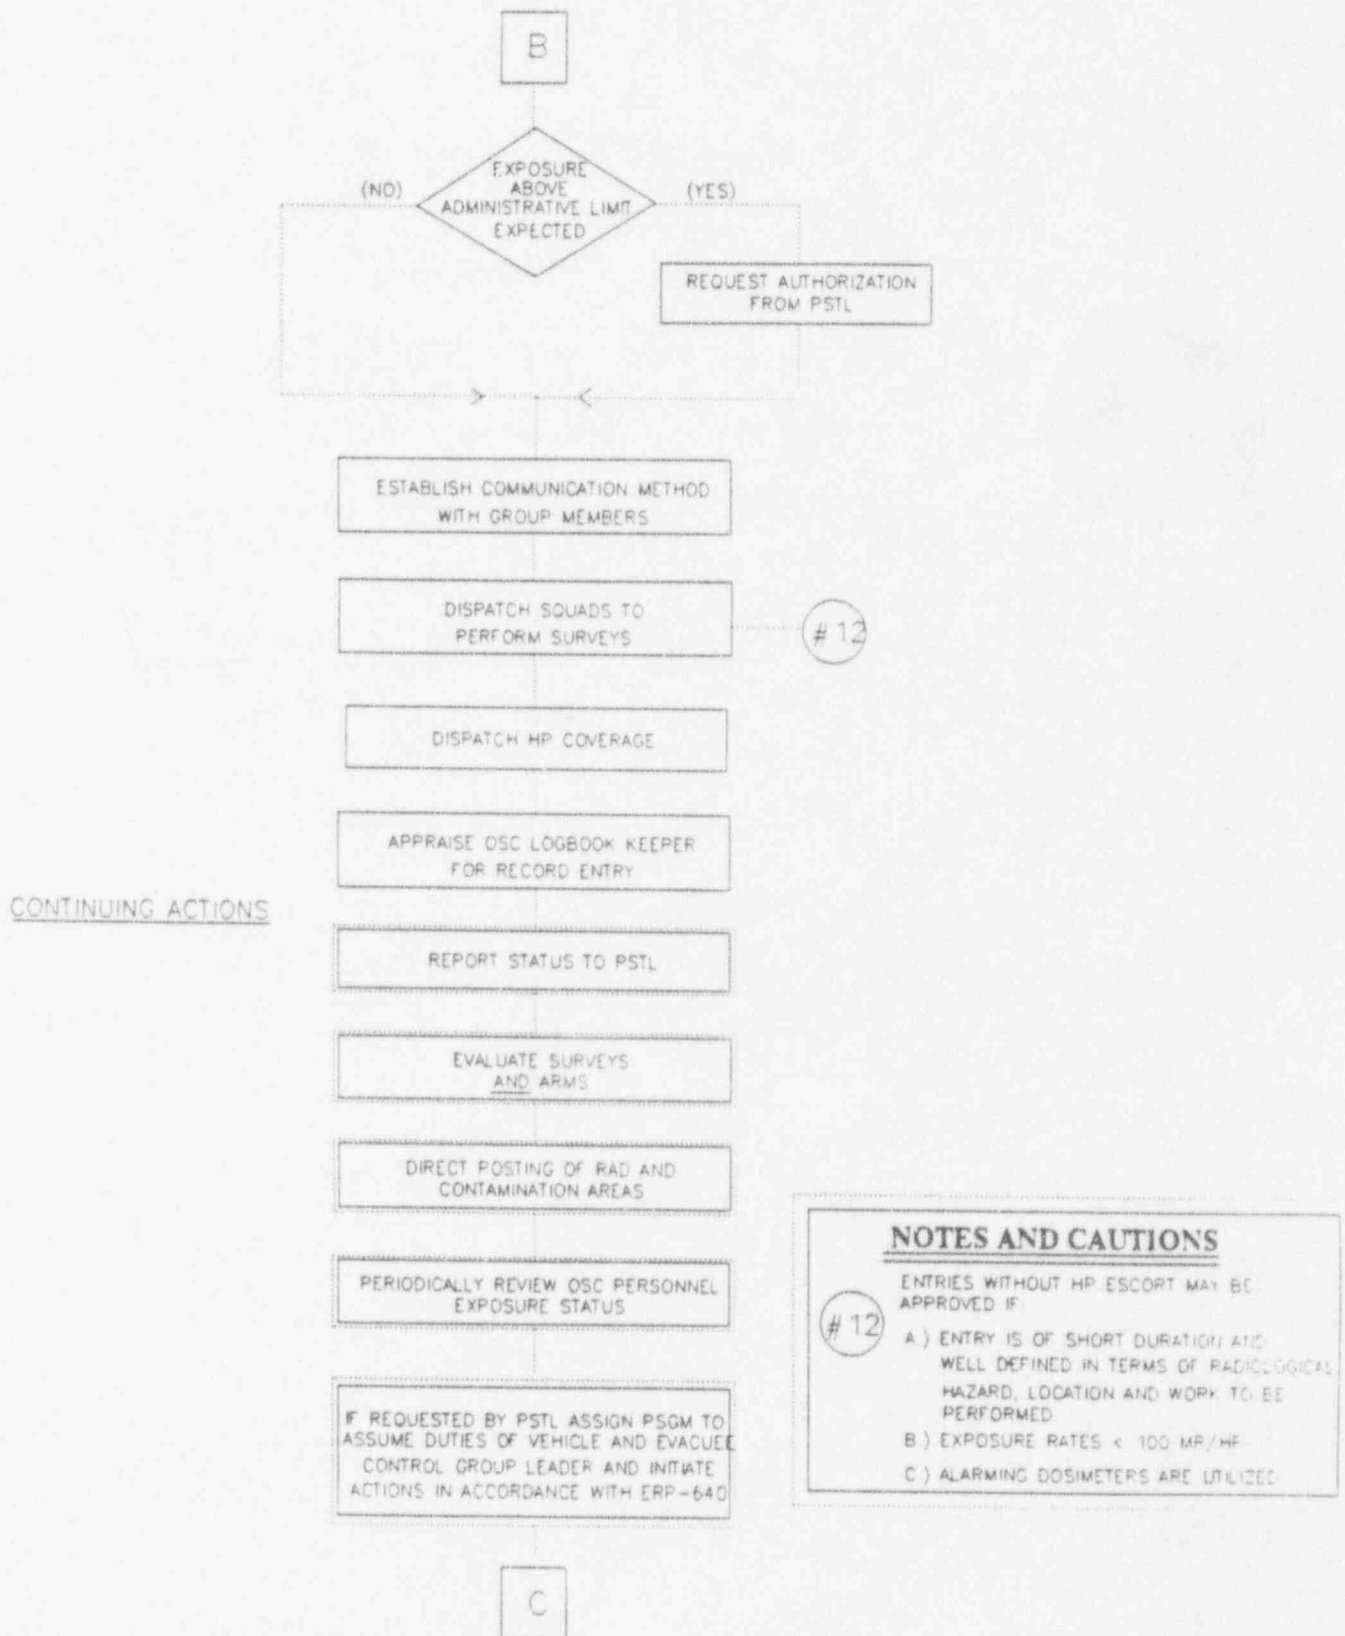 B
EXPOSURE
ABOVE
ADMINISTRATIVE LIMIT
EXPECTED
(NO)
(YES)
REQUEST AUTHORIZATION
FROM PSTL
ESTABLISH COMMUNICATION METHOD
WITH GROUP MEMBERS
DISPATCH SQUADS TO
PERFORM SURVEYS
#12
DISPATCH HP COVERAGE
APPRAISE OSC LOGBOOK KEEPER
FOR RECORD ENTRY
CONTINUING ACTIONS
REPORT STATUS TO PSTL
EVALUATE SURVEYS
AND ARMS
DIRECT POSTING OF RAD AND
CONTAMINATION AREAS
PERIODICALLY REVIEW OSC PERSONNEL
EXPOSURE STATUS
IF REQUESTED BY PSTL ASSIGN PSGM TO
ASSUME DUTIES OF VEHICLE AND EVACUEE
CONTROL GROUP LEADER AND INITIATE
ACTIONS IN ACCORDANCE WITH ERP-640
NOTES AND CAUTIONS
#12
ENTRIES WITHOUT HP ESCORT MAY BE
APPROVED IF
A.) ENTRY IS OF SHORT DURATION AND
WELL DEFINED IN TERMS OF RADIOLOGICAL
HAZARD, LOCATION AND WORK TO BE
PERFORMED
B.) EXPOSURE RATES < 100 MR/HR
C.) ALARMING DOSIMETERS ARE UTILIZED
C